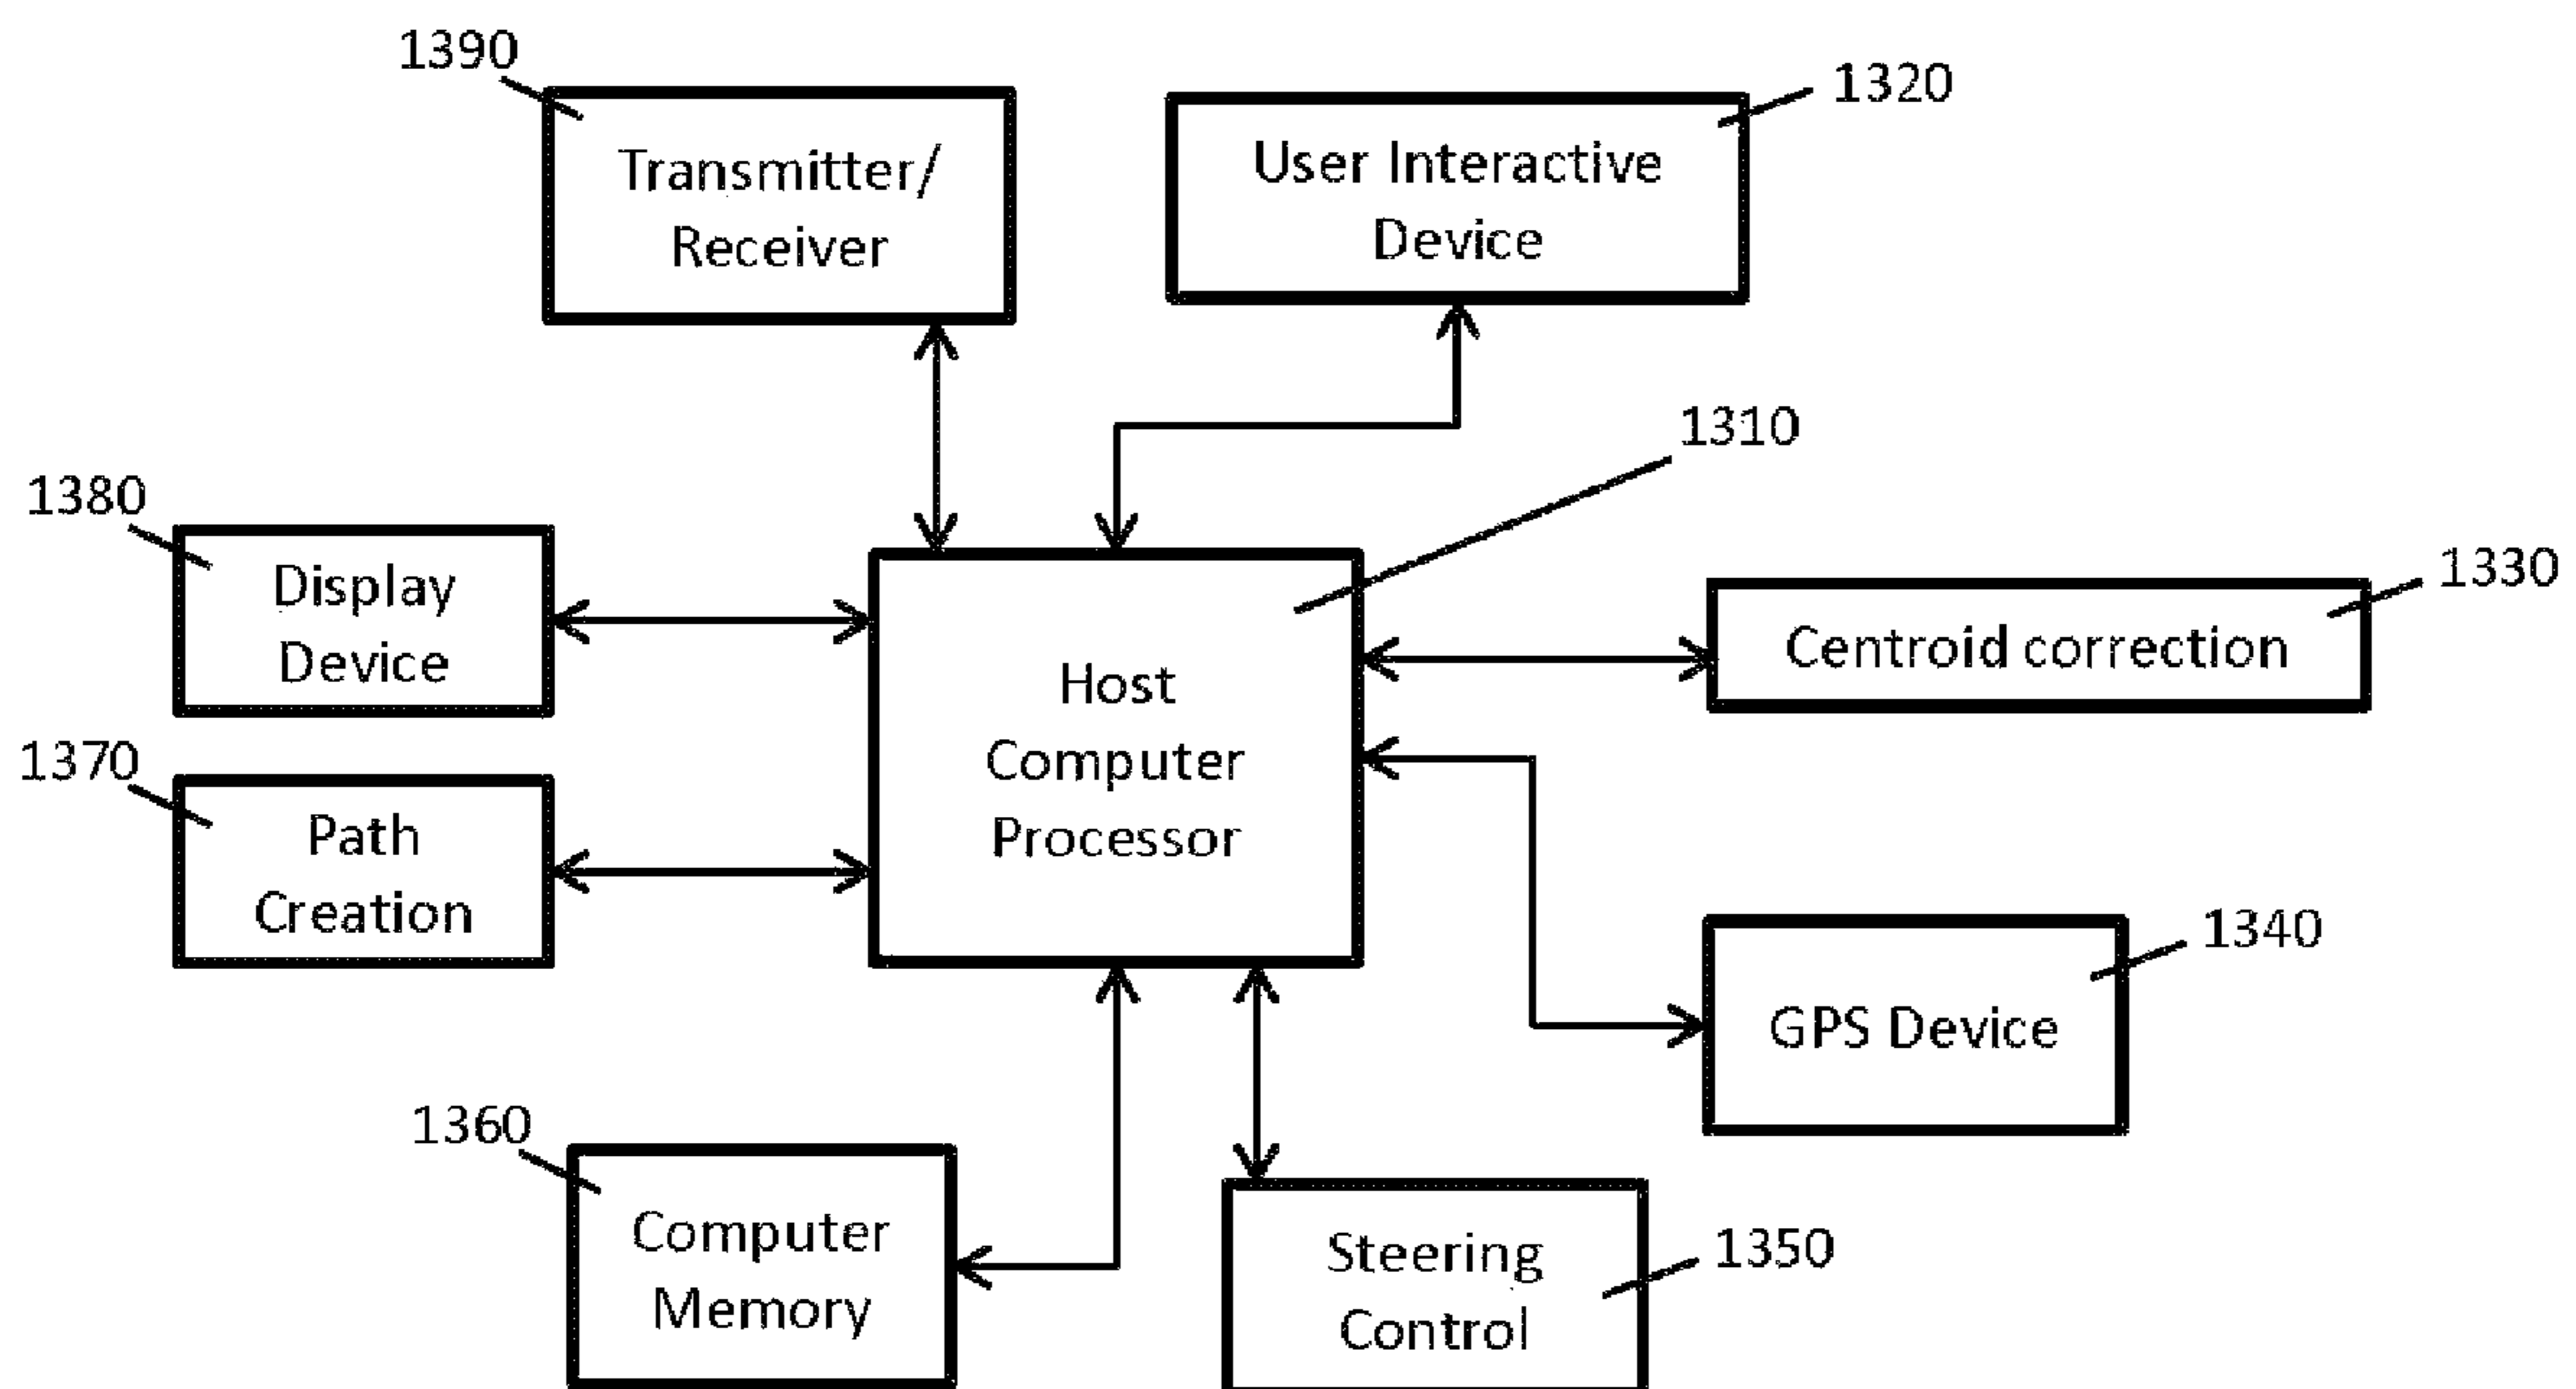 1390
Transmitter/
Receiver
1320
User Interactive
Device
1310
1380
Display
Device
1330
Centroid correction
Host
Computer
Processor
1370
Path
Creation
1340
GPS Device
1360
Computer
Memory
1350
Steering
Control